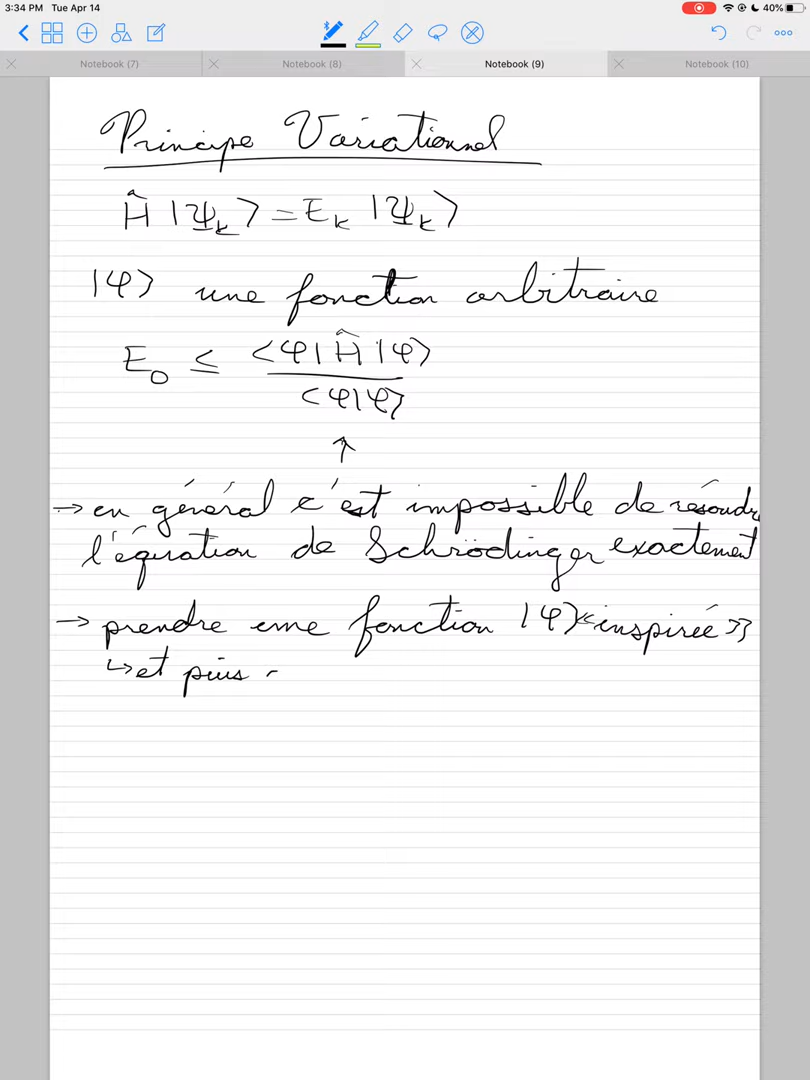 3:34 PM Tue Apr 14
40%
Notebook (7) Notebook (8) Notebook (9) Notebook (10)
Principe Variationnel
Ĥ |Ψk⟩ = Ek |Ψk⟩
|φ⟩ une fonction arbitraire
E0 ≤ <φ|Ĥ|φ⟩
<φ|φ⟩
↑
→ en général c'est impossible de résoudre
l'équation de Schrödinger exactement
→ prendre une fonction |φ⟩ «inspirée»
↳ et puis